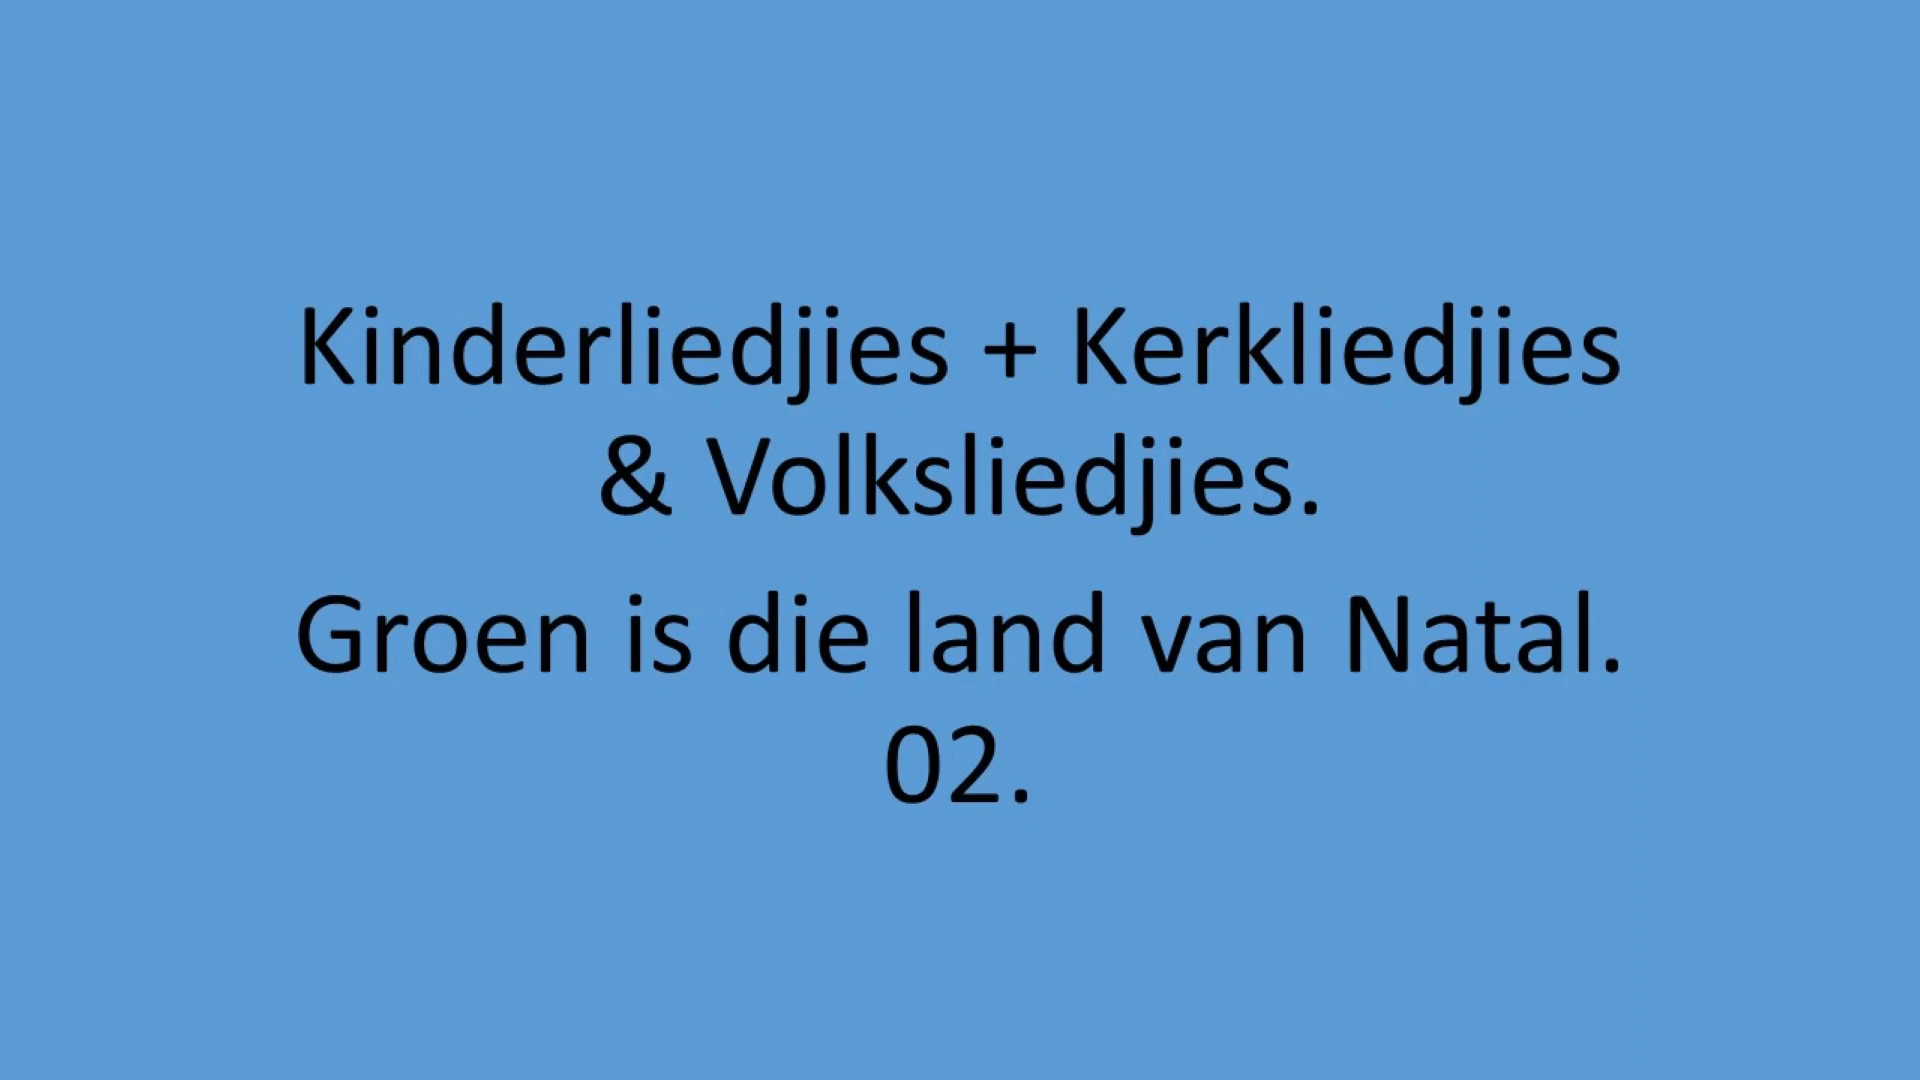 Kinderliedjies + Kerkliedjies
& Volksliedjies.
Groen is die land van Natal.
02.